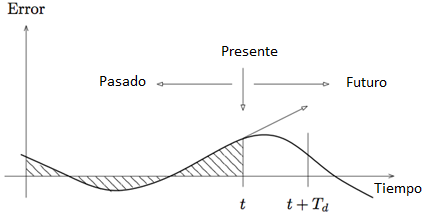 Error
Presente
Pasado
Futuro
Tiempo
t
t + T_d